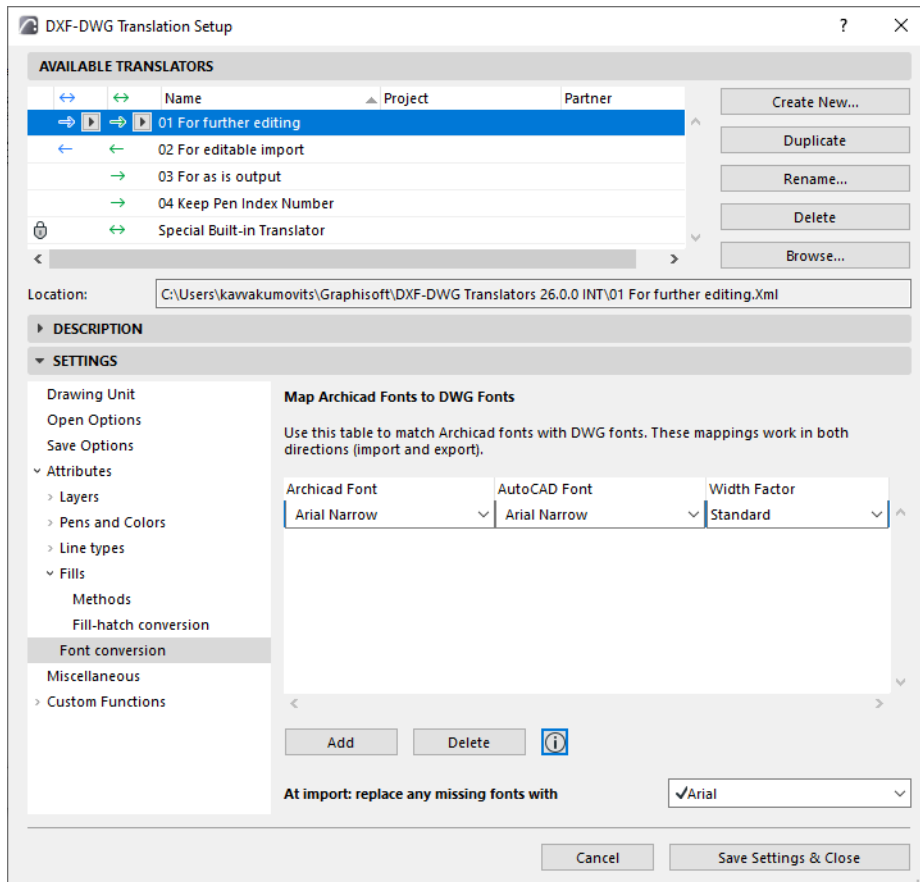 DXF-DWG Translation Setup
?
AVAILABLE TRANSLATORS
Name Project Partner
01 For further editing
02 For editable import
03 For as is output
04 Keep Pen Index Number
Special Built-in Translator
Create New...
Duplicate
Rename...
Delete
Browse...
Location: C:\Users\kavvakumovits\Graphisoft\DXF-DWG Translators 26.0.0 INT\01 For further editing.Xml
DESCRIPTION
SETTINGS
Drawing Unit
Open Options
Save Options
Attributes
Layers
Pens and Colors
Line types
Fills
Methods
Fill-hatch conversion
Font conversion
Miscellaneous
Custom Functions
Map Archicad Fonts to DWG Fonts
Use this table to match Archicad fonts with DWG fonts. These mappings work in both
directions (import and export).
Archicad Font AutoCAD Font Width Factor
Arial Narrow Arial Narrow Standard
Add Delete
At import: replace any missing fonts with Arial
Cancel Save Settings & Close